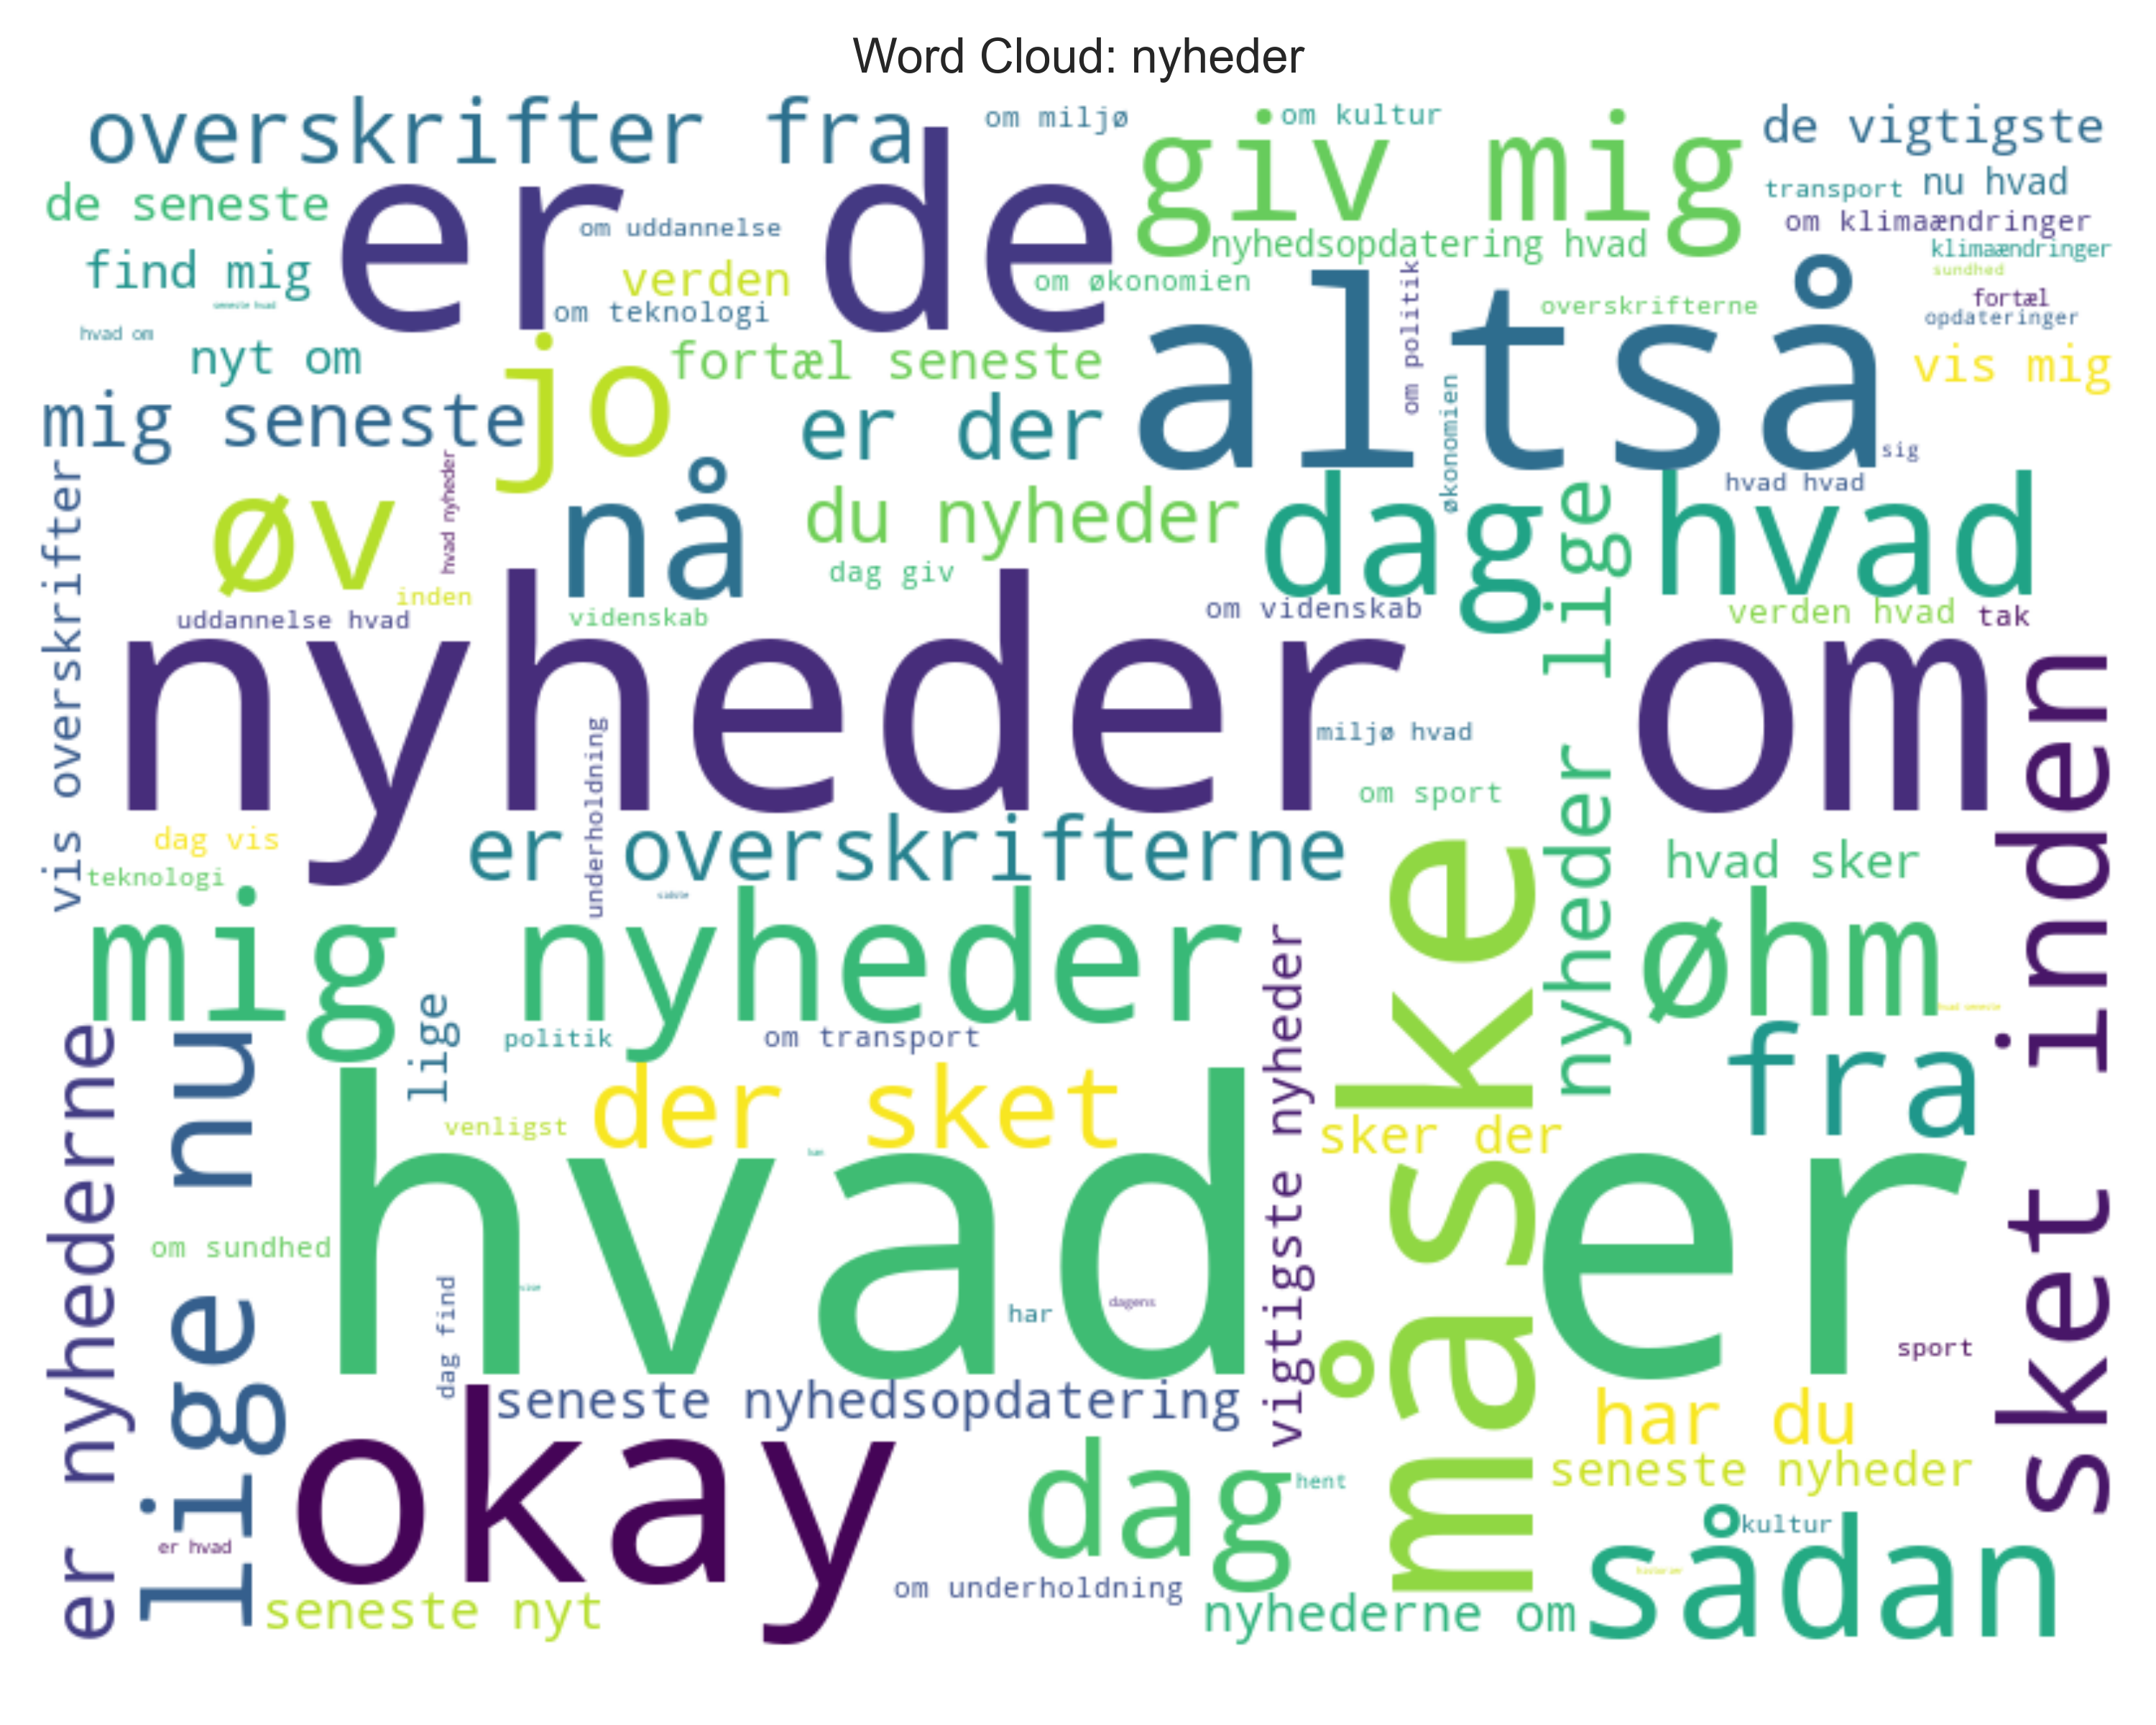 Word Cloud: nyheder
overskrifter fra
om miljø
giv mig
om kultur
de vigtigste
de seneste
er de
om uddannelse
transport
nu hvad
om klimaændringer
nyhedsopdatering hvad
klimaændringer
find mig
verden
om økonomien
om politik
sundhed
seneste hvad
om teknologi
overskrifterne
fortæl
opdateringer
hvad om
nyt om
jo
fortæl seneste
altså
vis mig
mig seneste
er der
økonomien
sig
vis overskrifter
øv
hvad nyheder
nå
du nyheder
dag hvad
hvad hvad
nyheder lige
inden
dag giv
uddannelse hvad
videnskab
om videnskab
verden hvad
tak
nyheder om
sket inden
underholdning
miljø hvad
om sport
dag vis
er overskrifterne
måske
hvad sker
teknologi
sidste
mig nyheder
øhm
vigtigste nyheder
hvad seneste
er nyhederne
lige nu
lige
politik
om transport
fra
venligst
der sket
sker der
hvad er
om sundhed
dag find
har
dagens
sport
seneste nyhedsopdatering
har du
okay
dag
hent
seneste nyheder
er hvad
kultur
sådan
seneste nyt
om underholdning
nyhederne om